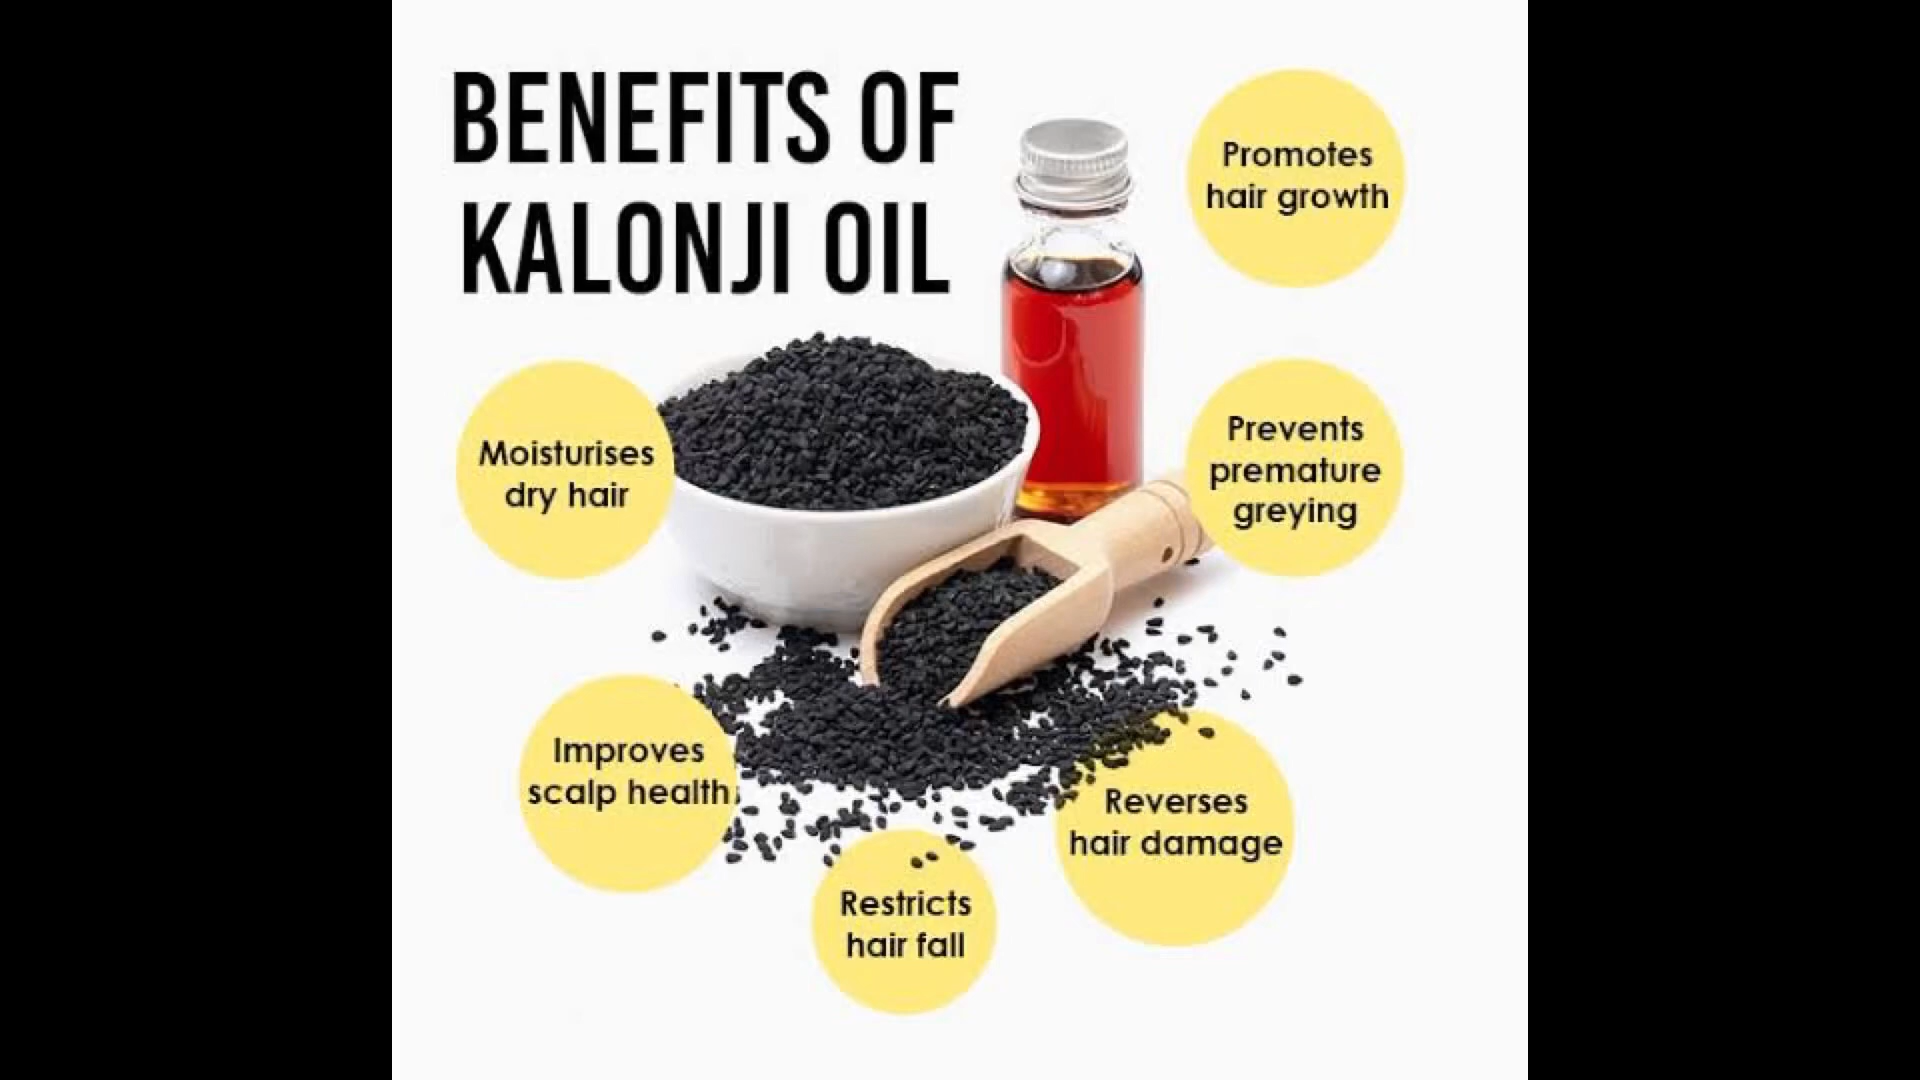 BENEFITS OF
KALONJI OIL
Promotes
hair growth
Moisturises
dry hair
Prevents
premature
greying
Improves
scalp health
Reverses
hair damage
Restricts
hair fall